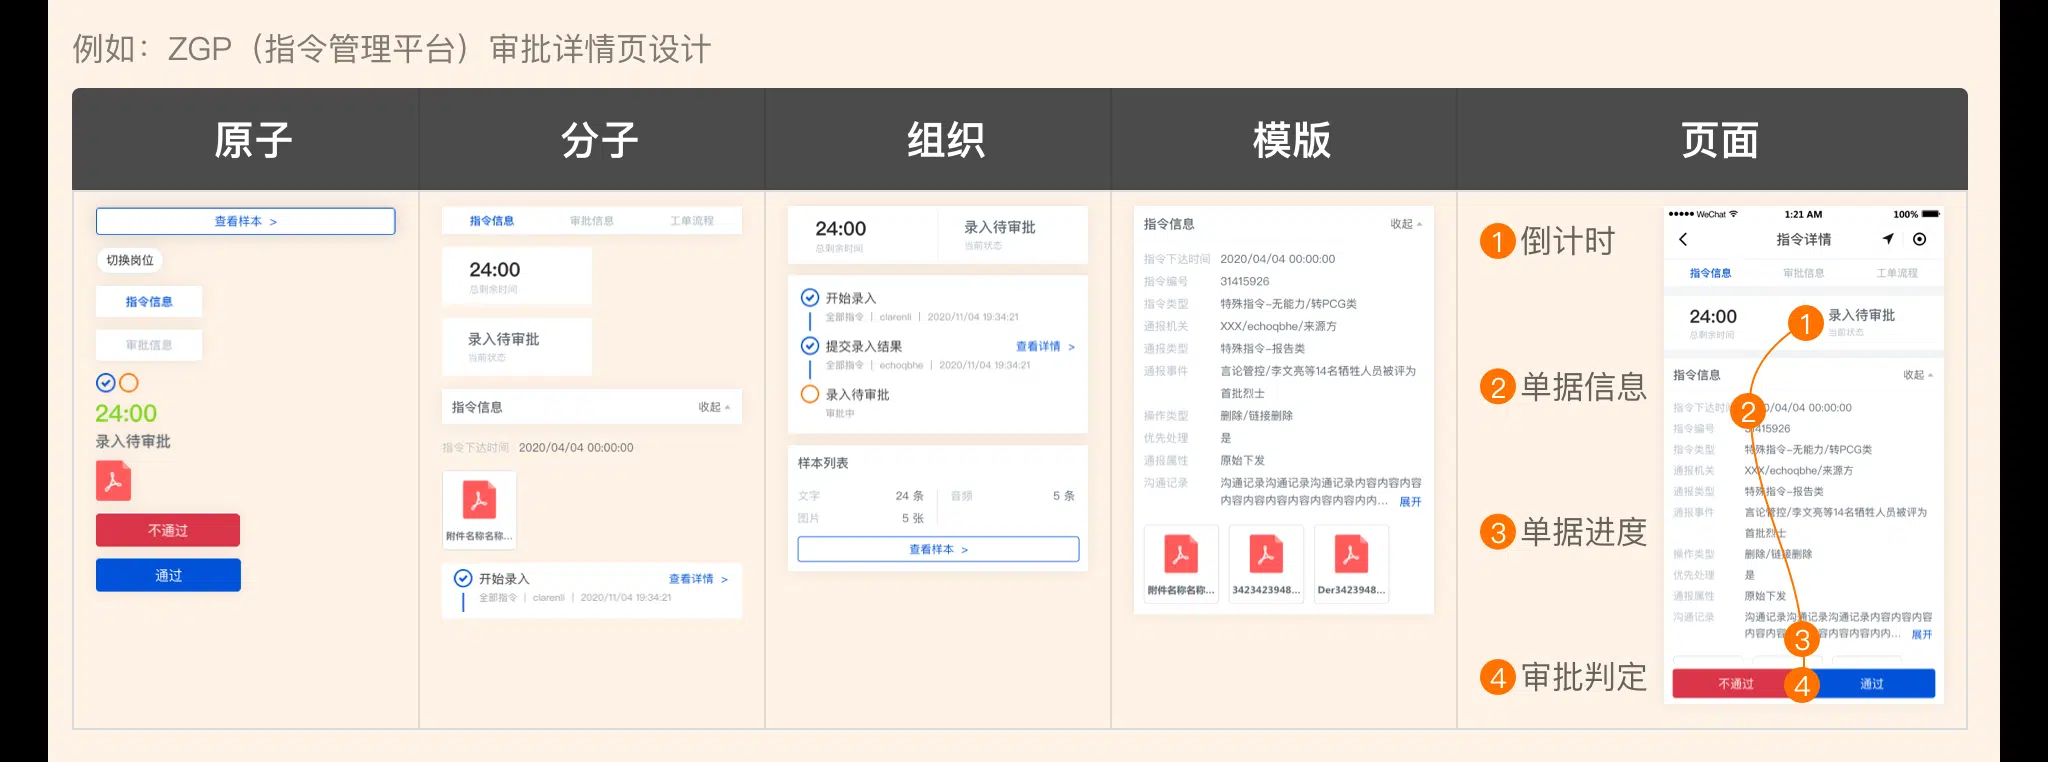 例如：ZGP（指令管理平台）审批详情页设计
原子
分子
组织
模版
页面
查看样本 >
切换岗位
指令信息
审批信息
24:00
录入待审批
不通过
通过
指令信息 审批信息 工单流程
24:00
总剩余时间
录入待审批
当前状态
指令信息 收起
指令下达时间 2020/04/04 00:00:00
附件名称名称...
开始录入 查看详情 >
全部指令 | clarenli | 2020/11/04 19:34:21
24:00 录入待审批
总剩余时间 当前状态
开始录入
全部指令 | clarenli | 2020/11/04 19:34:21
提交录入结果 查看详情 >
全部指令 | echoqbhe | 2020/11/04 19:34:21
录入待审批
审批中
样本列表
文字 24 条 音频 5 条
图片 5 张
查看样本 >
指令信息 收起
指令下达时间 2020/04/04 00:00:00
指令编号 31415926
指令类型 特殊指令-无能力/转PCG类
通报机关 XXX/echoqbhe/来源方
通报类型 特殊指令-报告类
通报事件 言论管控/李文亮等14名牺牲人员被评为
首批烈士
操作类型 删除/链接删除
优先处理 是
通报属性 原始下发
沟通记录 沟通记录沟通记录沟通记录内容内容内容
内容内容内容内容内容内容内内... 展开
附件名称名称... 3423423948... Der3423948...
1 倒计时
2 单据信息
3 单据进度
4 审批判定
WeChat 1:21 AM 100%
指令详情
指令信息 审批信息 工单流程
24:00 1 录入待审批
总剩余时间 当前状态
指令信息 收起
指令下达时 2 /04/04 00:00:00
指令编号 31415926
指令类型 特殊指令-无能力/转PCG类
通报机关 XXX/echoqbhe/来源方
通报类型 特殊指令-报告类
通报事件 言论管控/李文亮等14名牺牲人员被评为
首批烈士
操作类型 删除/链接删除
优先处理 是
通报属性 原始下发
沟通记录 沟通记录沟通记录沟通记录内容内容内容
内容内容 3 容内容内容内内... 展开
不通过 4 通过